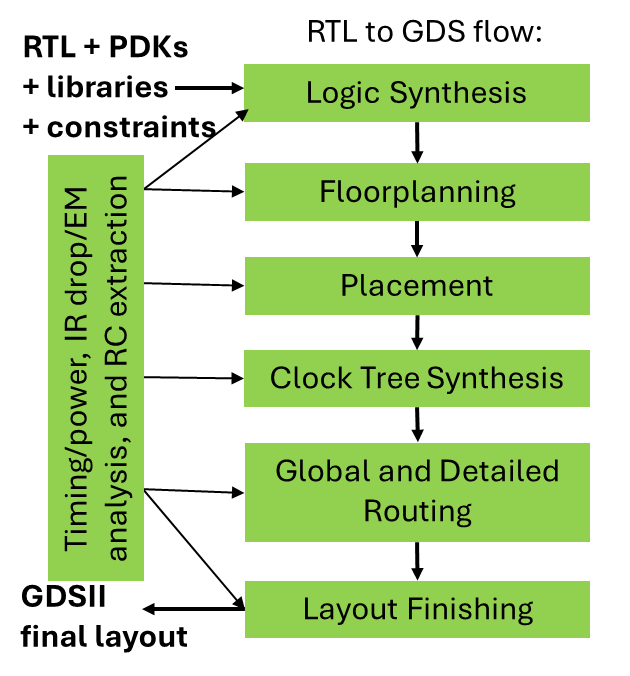 RTL to GDS flow:
RTL + PDKs
+ libraries
+ constraints
Logic Synthesis
Floorplanning
Placement
Clock Tree Synthesis
Global and Detailed
Routing
Layout Finishing
Timing/power, IR drop/EM
analysis, and RC extraction
GDSII
final layout